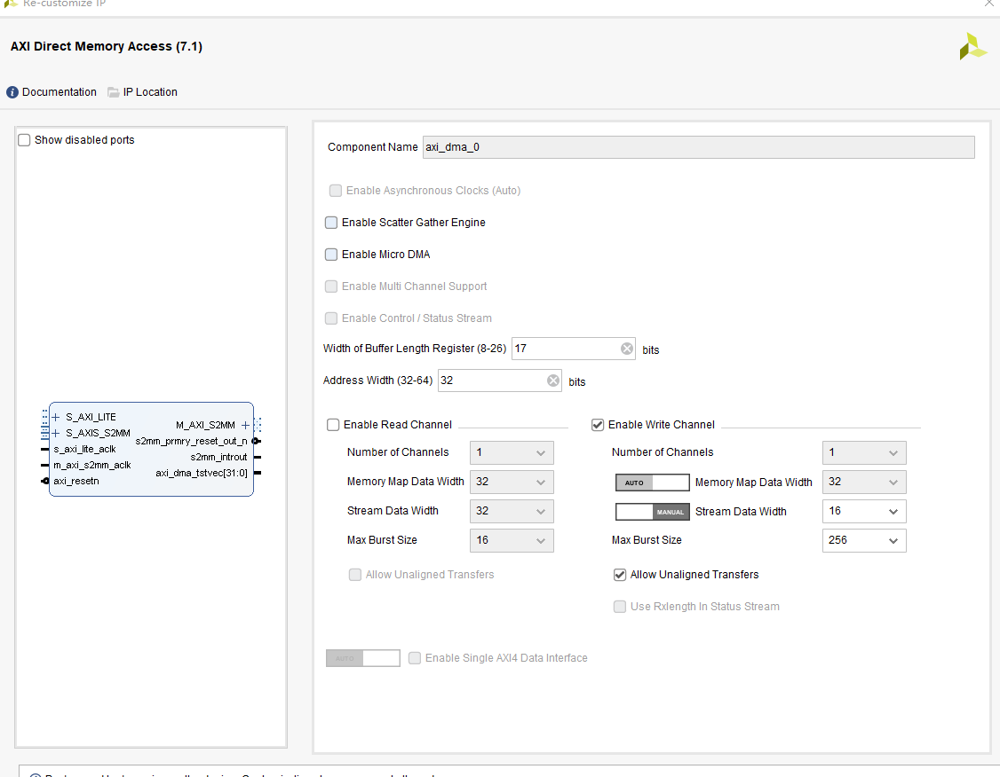 Re-customize IP
AXI Direct Memory Access (7.1)
Documentation IP Location
Show disabled ports
S_AXI_LITE
S_AXIS_S2MM
s_axi_lite_aclk
m_axi_s2mm_aclk
axi_resetn
M_AXI_S2MM
s2mm_prmry_reset_out_n
s2mm_introut
axi_dma_tstvec[31:0]
Component Name axi_dma_0
Enable Asynchronous Clocks (Auto)
Enable Scatter Gather Engine
Enable Micro DMA
Enable Multi Channel Support
Enable Control / Status Stream
Width of Buffer Length Register (8-26) 17 bits
Address Width (32-64) 32 bits
Enable Read Channel
Number of Channels 1
Memory Map Data Width 32
Stream Data Width 32
Max Burst Size 16
Allow Unaligned Transfers
Enable Write Channel
Number of Channels 1
AUTO Memory Map Data Width 32
MANUAL Stream Data Width 16
Max Burst Size 256
Allow Unaligned Transfers
Use Rxlength In Status Stream
AUTO Enable Single AXI4 Data Interface